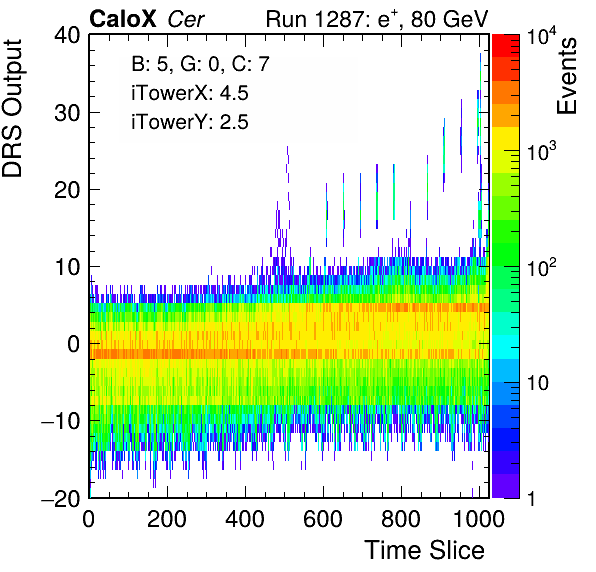 CaloX Cer Run 1287: e⁺, 80 GeV
B: 5, G: 0, C: 7
iTowerX: 4.5
iTowerY: 2.5
DRS Output
40
30
20
10
0
−10
−20
0 200 400 600 800 1000
Time Slice
Events
10⁴
10³
10²
10
1